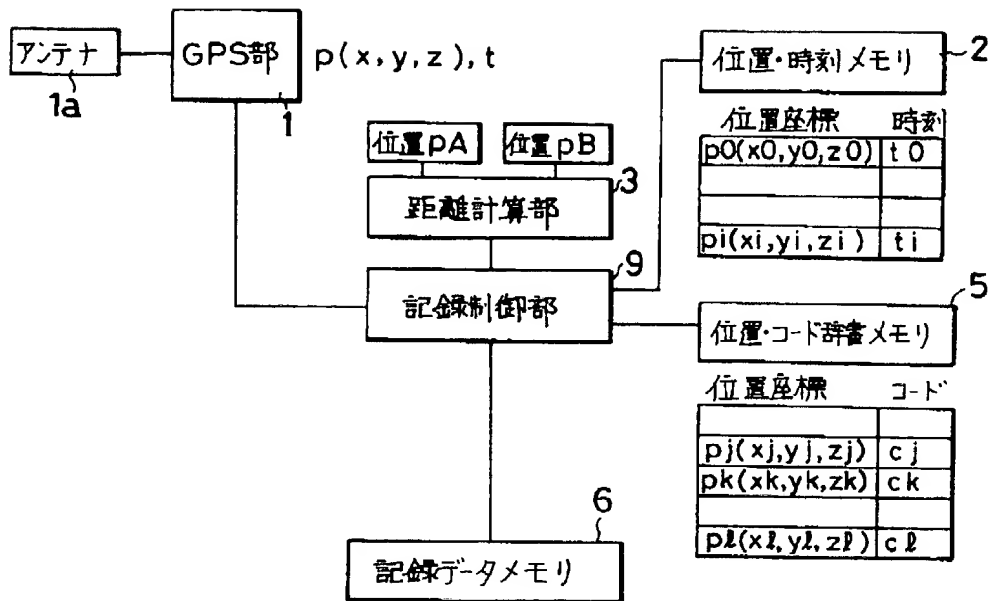 アンテナ
1a
GPS部
1
p(x,y,z),t
位置・時刻メモリ
2
位置座標 時刻
p0(x0,y0,z0) t0
pi(xi,yi,zi) ti
位置pA
位置pB
3
距離計算部
9
記録制御部
5
位置・コード辞書メモリ
位置座標 コード
pj(xj,yj,zj) cj
pk(xk,yk,zk) ck
pℓ(xℓ,yℓ,zℓ) cℓ
6
記録データメモリ